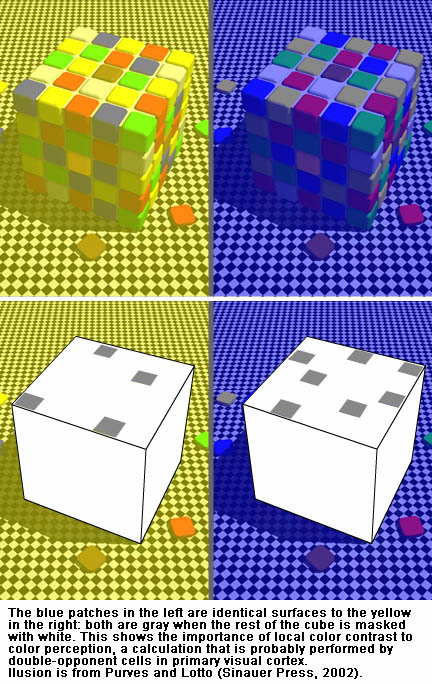 The blue patches in the left are identical surfaces to the yellow
in the right: both are gray when the rest of the cube is masked
with white. This shows the importance of local color contrast to
color perception, a calculation that is probably performed by
double-opponent cells in primary visual cortex.
Ilusion is from Purves and Lotto (Sinauer Press, 2002).